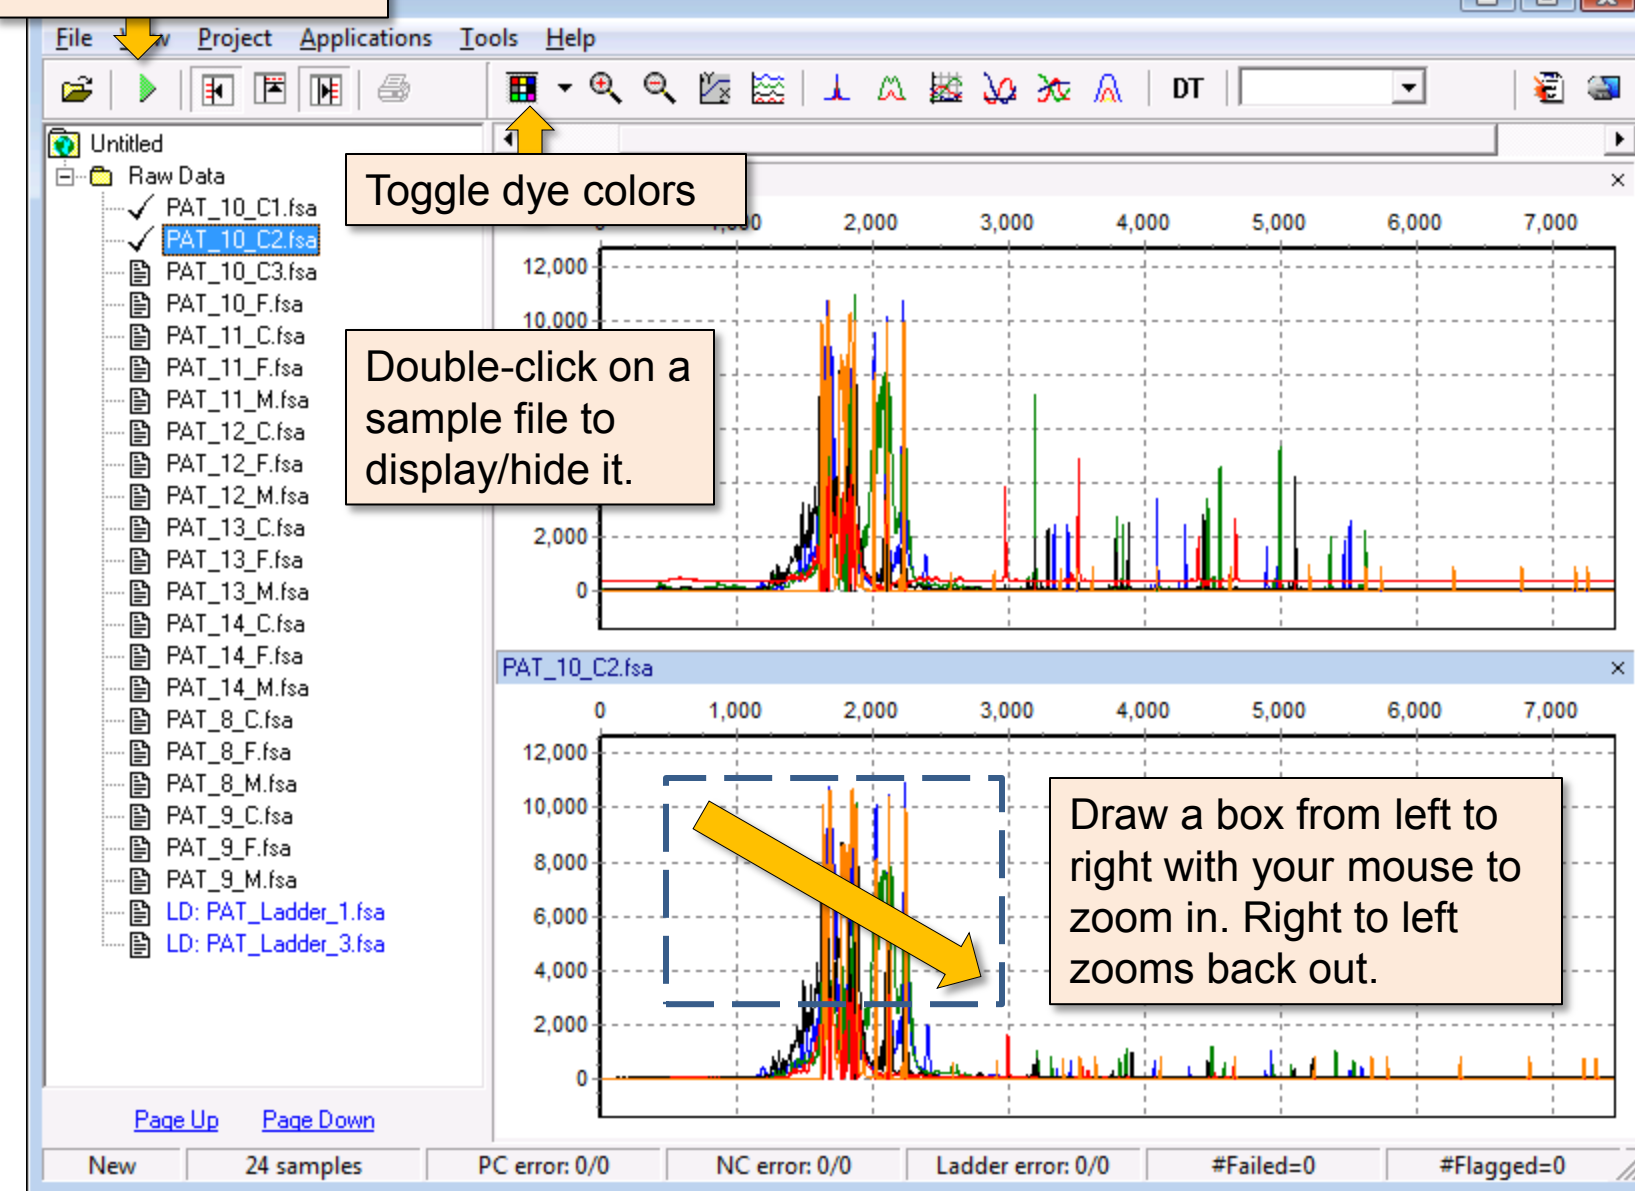 File View Project Applications Tools Help
DT
Untitled
Raw Data
PAT_10_C1.fsa
PAT_10_C2.fsa
PAT_10_C3.fsa
PAT_10_F.fsa
PAT_11_C.fsa
PAT_11_F.fsa
PAT_11_M.fsa
PAT_12_C.fsa
PAT_12_F.fsa
PAT_12_M.fsa
PAT_13_C.fsa
PAT_13_F.fsa
PAT_13_M.fsa
PAT_14_C.fsa
PAT_14_F.fsa
PAT_14_M.fsa
PAT_8_C.fsa
PAT_8_F.fsa
PAT_8_M.fsa
PAT_9_C.fsa
PAT_9_F.fsa
PAT_9_M.fsa
LD: PAT_Ladder_1.fsa
LD: PAT_Ladder_3.fsa
Page Up Page Down
Toggle dye colors
Double-click on a
sample file to
display/hide it.
2,000 3,000 4,000 5,000 6,000 7,000
12,000
10,000
2,000
0
PAT_10_C2.fsa
0 1,000 2,000 3,000 4,000 5,000 6,000 7,000
12,000
10,000
8,000
6,000
4,000
2,000
0
Draw a box from left to
right with your mouse to
zoom in. Right to left
zooms back out.
New 24 samples PC error: 0/0 NC error: 0/0 Ladder error: 0/0 #Failed=0 #Flagged=0